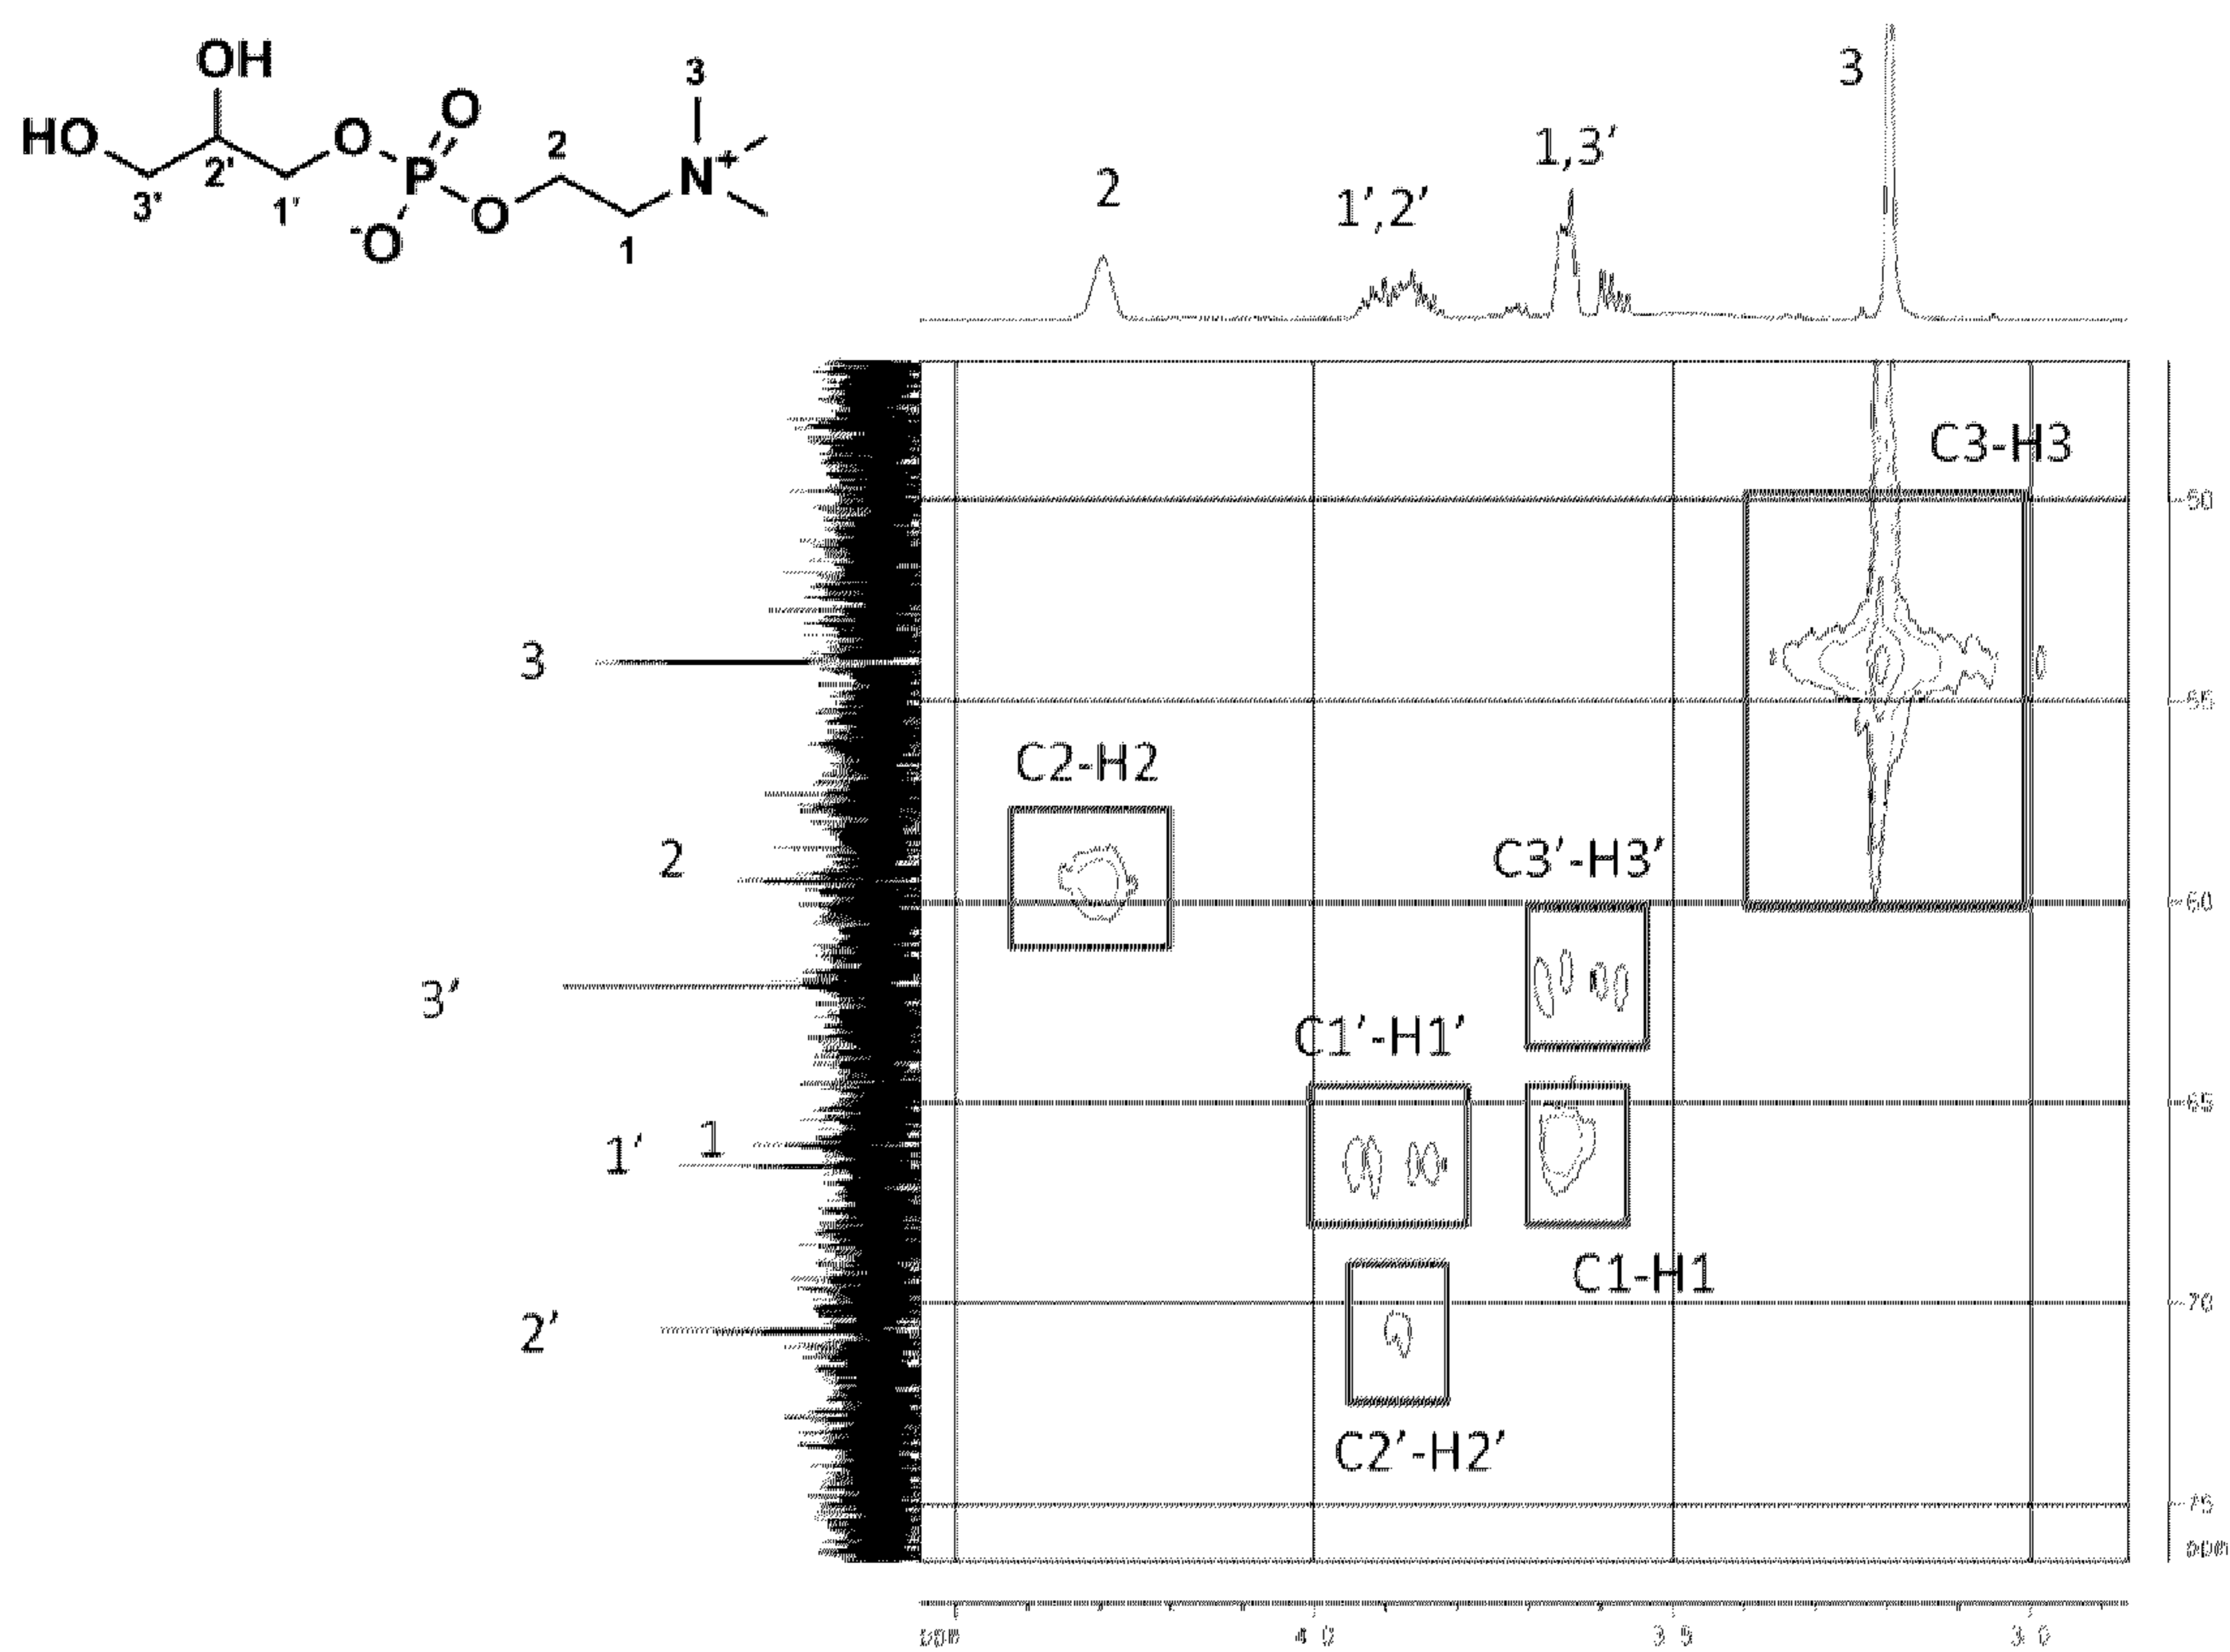 OH
3
HO
O
O
2
P
N+
3'
2'
1'
-O
O
1
3
1,3'
2
1',2'
C3-H3
50
3
55
C2-H2
2
C3'-H3'
60
3'
C1'-H1'
65
1' 1
C1-H1
70
2'
C2'-H2'
75
ppm
ppm 4.0 3.5 3.0